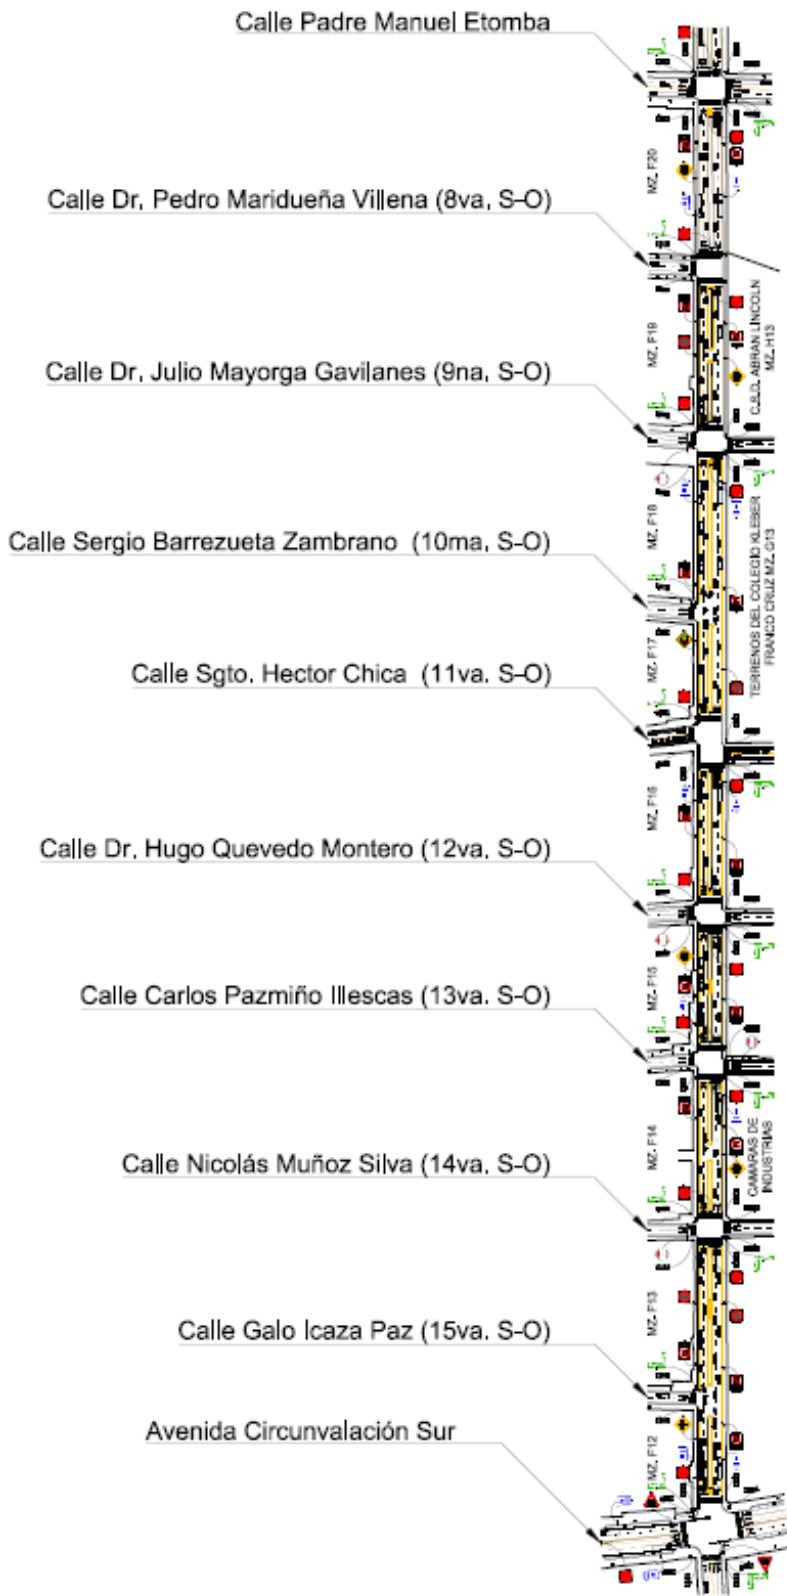 Calle Padre Manuel Etomba
MZ. F20
Calle Dr. Pedro Maridueña Villena (8va. S-O)
MZ. F19
C.B.O. ABRAN LINCOLN
MZ. H13
Calle Dr. Julio Mayorga Gavilanes (9na. S-O)
MZ. F18
Calle Sergio Barrezueta Zambrano (10ma. S-O)
TERRENOS DEL COLEGIO KLEBER
FRANCO CRUZ MZ. G13
MZ. F17
Calle Sgto. Hector Chica (11va. S-O)
MZ. F16
Calle Dr. Hugo Quevedo Montero (12va. S-O)
MZ. F15
Calle Carlos Pazmiño Illescas (13va. S-O)
MZ. F14
CAMARAS DE
INDUSTRIAS
Calle Nicolás Muñoz Silva (14va. S-O)
MZ. F13
Calle Galo Icaza Paz (15va. S-O)
Avenida Circunvalación Sur
MZ. F12